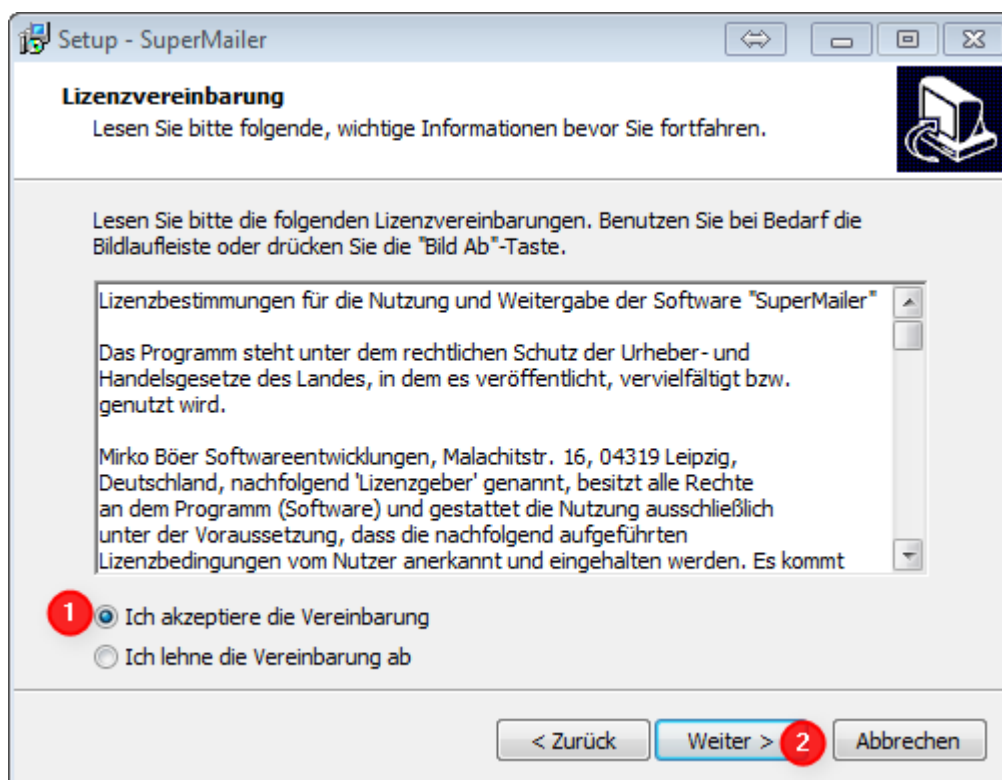 Setup - SuperMailer
Lizenzvereinbarung
Lesen Sie bitte folgende, wichtige Informationen bevor Sie fortfahren.
Lesen Sie bitte die folgenden Lizenzvereinbarungen. Benutzen Sie bei Bedarf die
Bildlaufleiste oder drücken Sie die "Bild Ab"-Taste.
Lizenzbestimmungen für die Nutzung und Weitergabe der Software "SuperMailer"
Das Programm steht unter dem rechtlichen Schutz der Urheber- und
Handelsgesetze des Landes, in dem es veröffentlicht, vervielfältigt bzw.
genutzt wird.
Mirko Böer Softwareentwicklungen, Malachitstr. 16, 04319 Leipzig,
Deutschland, nachfolgend 'Lizenzgeber' genannt, besitzt alle Rechte
an dem Programm (Software) und gestattet die Nutzung ausschließlich
unter der Voraussetzung, dass die nachfolgend aufgeführten
Lizenzbedingungen vom Nutzer anerkannt und eingehalten werden. Es kommt
1 Ich akzeptiere die Vereinbarung
Ich lehne die Vereinbarung ab
< Zurück Weiter > 2 Abbrechen